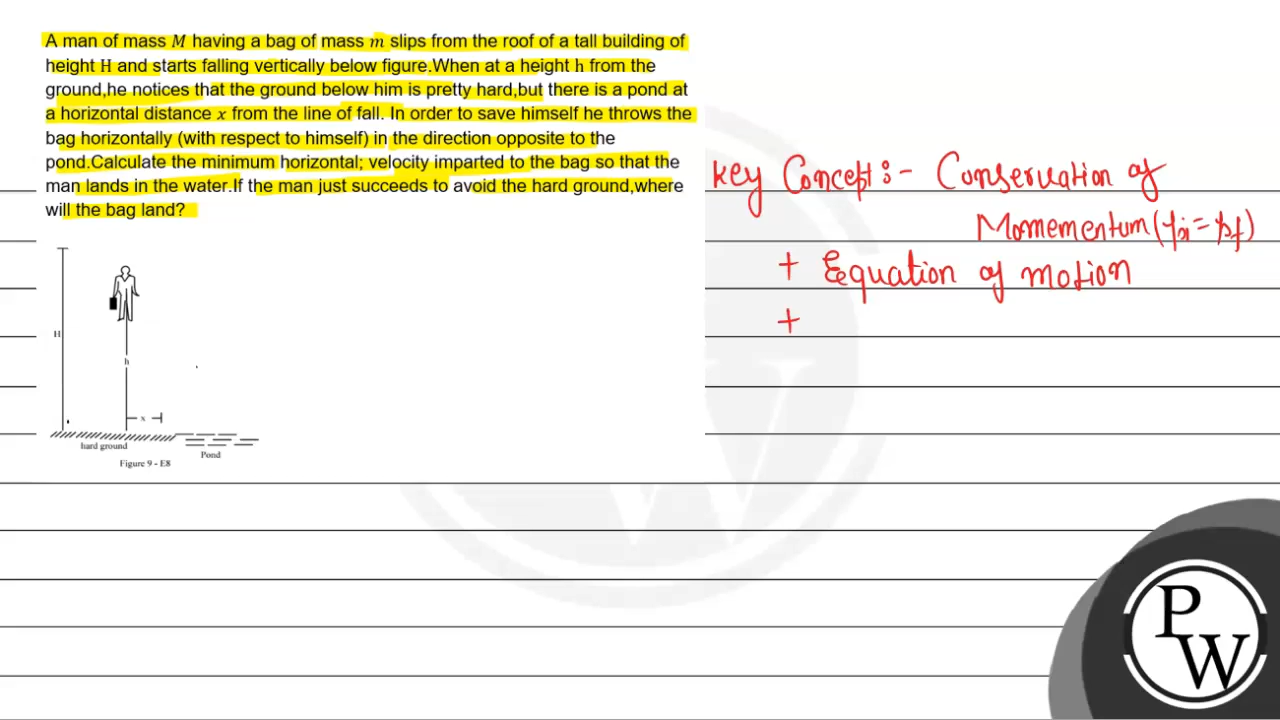 A man of mass M having a bag of mass m slips from the roof of a tall building of
height H and starts falling vertically below figure.When at a height h from the
ground,he notices that the ground below him is pretty hard,but there is a pond at
a horizontal distance x from the line of fall. In order to save himself he throws the
bag horizontally (with respect to himself) in the direction opposite to the
pond.Calculate the minimum horizontal; velocity imparted to the bag so that the
man lands in the water.If the man just succeeds to avoid the hard ground,where
will the bag land?
Key Concept:- Conservation of
Momementum (Pi = Pf)
+ Equation of motion
+
H
h
x
hard ground
Pond
Figure 9 - E8
P
W